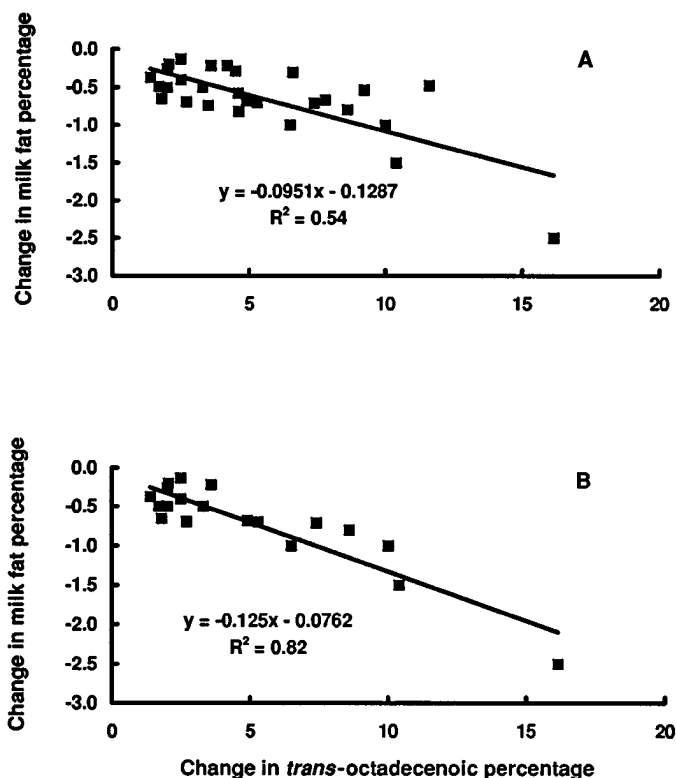 A
Change in milk fat percentage
0.0
-0.5
-1.0
-1.5
-2.0
-2.5
-3.0
y = -0.0951x - 0.1287
R² = 0.54
0 5 10 15 20
B
Change in milk fat percentage
0.0
-0.5
-1.0
-1.5
-2.0
-2.5
-3.0
y = -0.125x - 0.0762
R² = 0.82
0 5 10 15 20
Change in trans-octadecenoic percentage